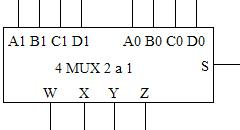 A1 B1 C1 D1 A0 B0 C0 D0
4 MUX 2 a 1
S
W X Y Z